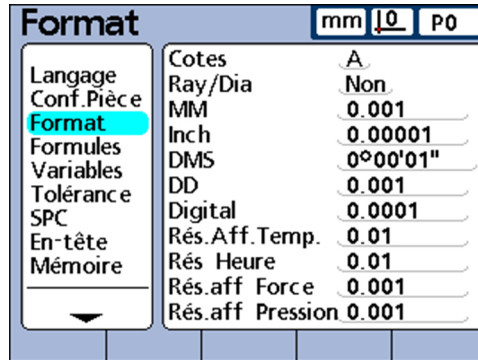 Format mm 0 P0
Langage
Conf.Pièce
Format
Formules
Variables
Tolérance
SPC
En-tête
Mémoire
Cotes A
Ray/Dia Non
MM 0.001
Inch 0.00001
DMS 0°00'01"
DD 0.001
Digital 0.0001
Rés.Aff.Temp. 0.01
Rés Heure 0.01
Rés.aff Force 0.001
Rés.aff Pression 0.001